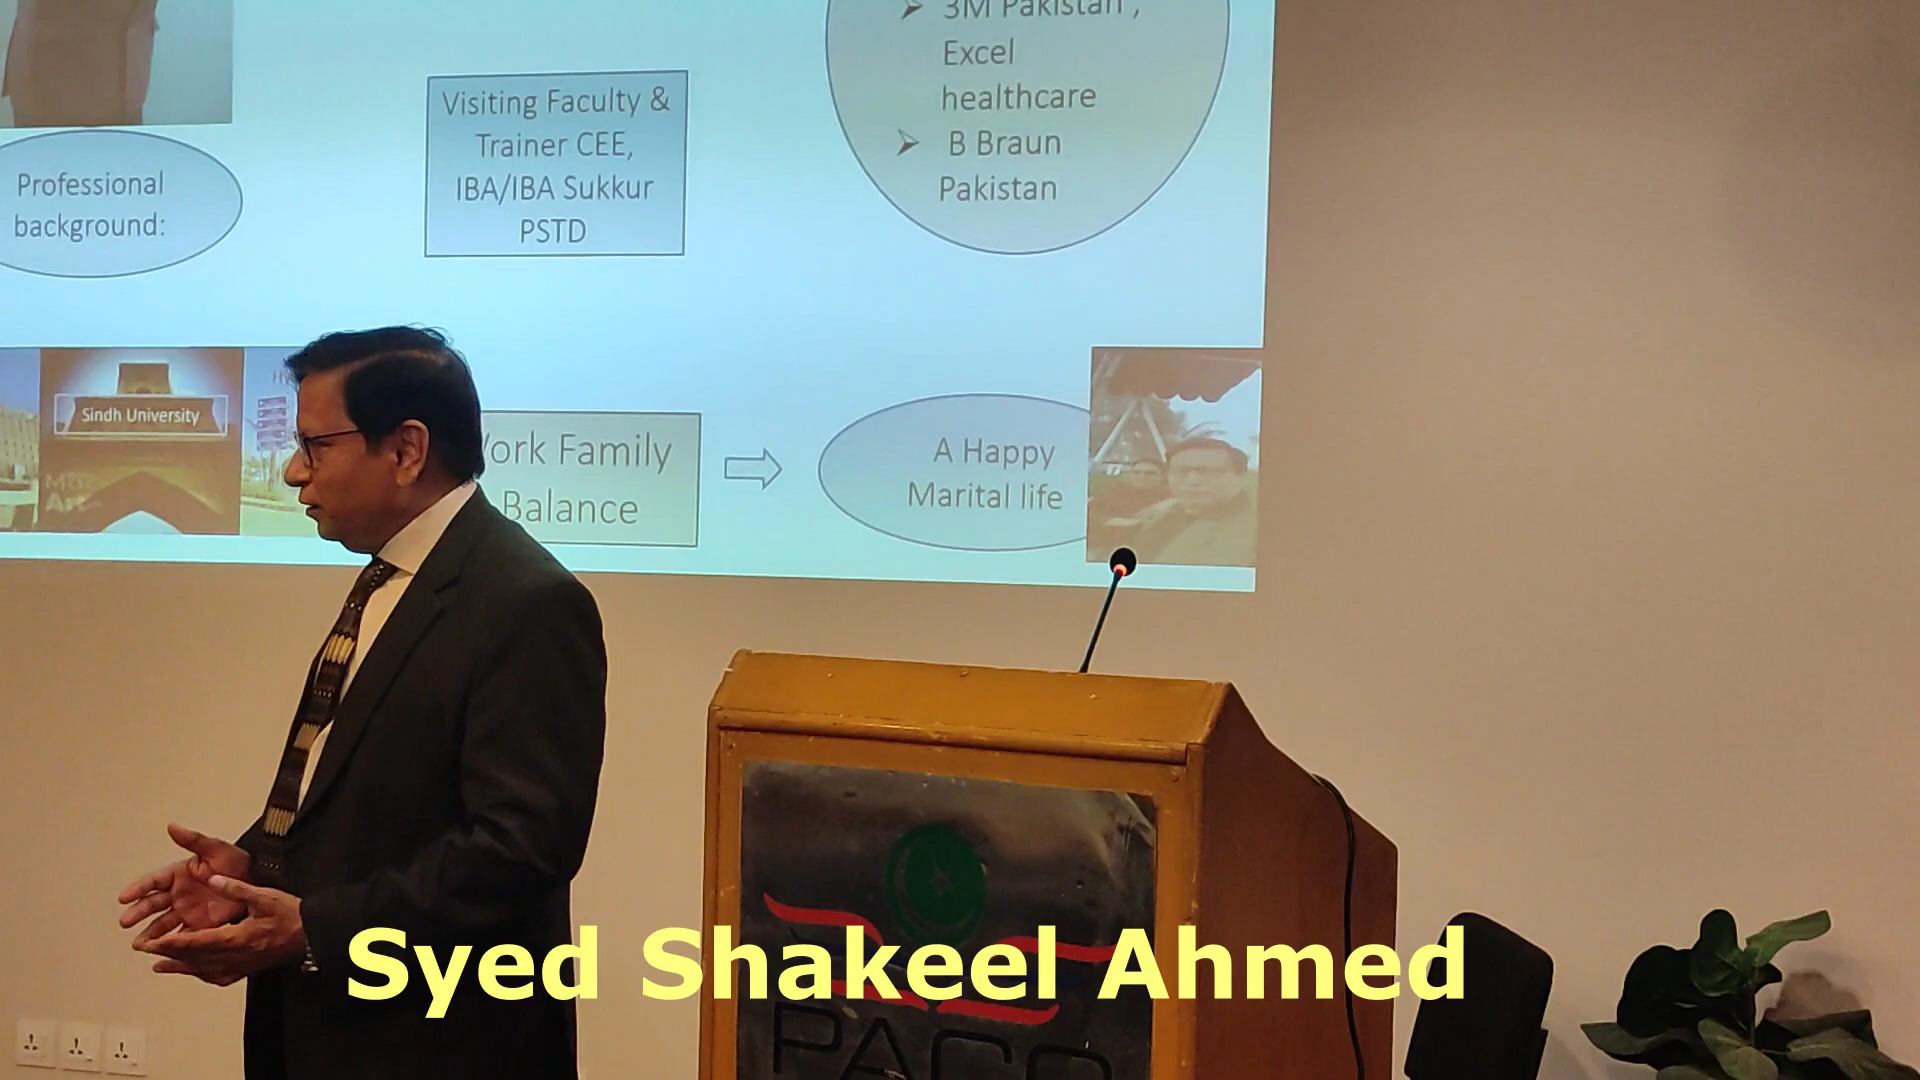 3M Pakistan ,
Excel
healthcare
B Braun
Pakistan
Visiting Faculty &
Trainer CEE,
IBA/IBA Sukkur
PSTD
Professional
background:
Sindh University
Work Family
Balance
A Happy
Marital life
Syed Shakeel Ahmed